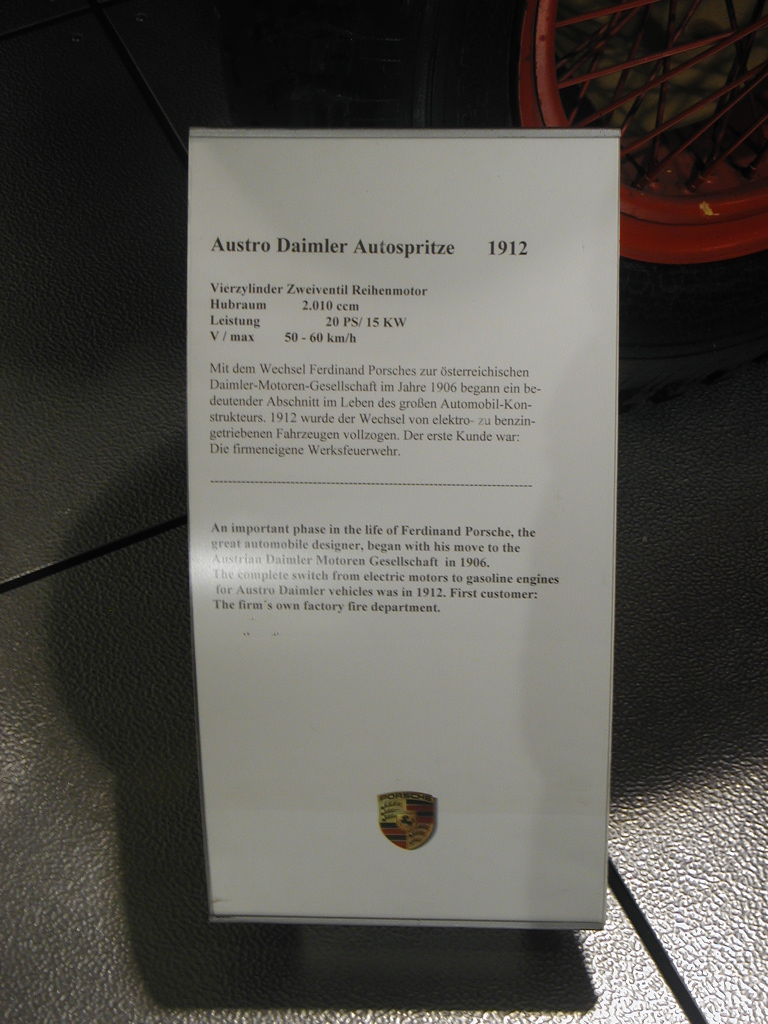 Austro Daimler Autospritze 1912
Vierzylinder Zweiventil Reihenmotor
Hubraum 2.010 ccm
Leistung 20 PS/ 15 KW
V / max 50 - 60 km/h
Mit dem Wechsel Ferdinand Porsches zur österreichischen
Daimler-Motoren-Gesellschaft im Jahre 1906 begann ein be-
deutender Abschnitt im Leben des großen Automobil-Kon-
strukteurs. 1912 wurde der Wechsel von elektro- zu benzin-
getriebenen Fahrzeugen vollzogen. Der erste Kunde war:
Die firmeneigene Werksfeuerwehr.
An important phase in the life of Ferdinand Porsche, the
great automobile designer, began with his move to the
Austrian Daimler Motoren Gesellschaft in 1906.
The complete switch from electric motors to gasoline engines
for Austro Daimler vehicles was in 1912. First customer:
The firm`s own factory fire department.
PORSCHE